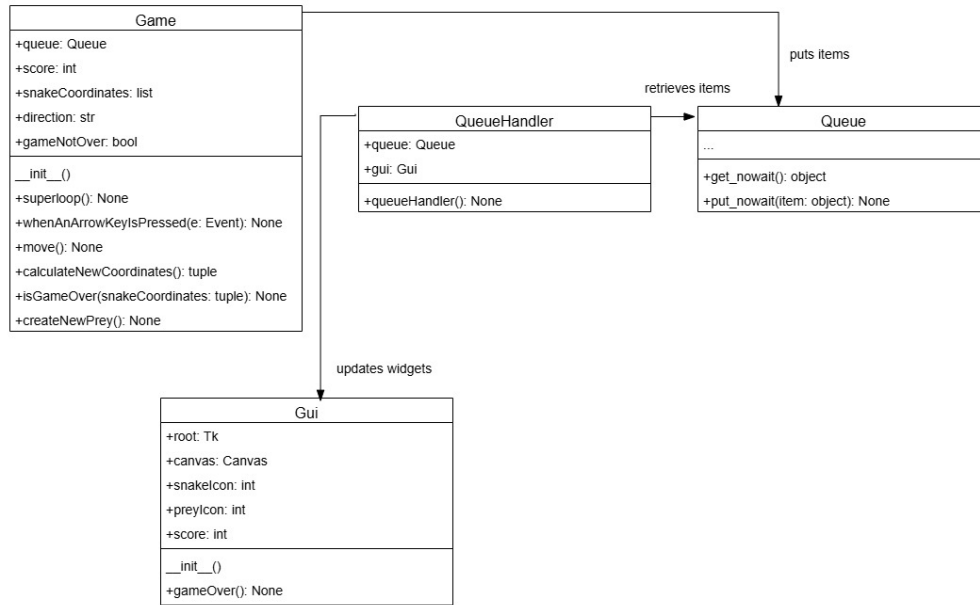 Game
+queue: Queue
+score: int
+snakeCoordinates: list
+direction: str
+gameNotOver: bool
__init__()
+superloop(): None
+whenAnArrowKeyIsPressed(e: Event): None
+move(): None
+calculateNewCoordinates(): tuple
+isGameOver(snakeCoordinates: tuple): None
+createNewPrey(): None
puts items
retrieves items
QueueHandler
+queue: Queue
+gui: Gui
+queueHandler(): None
Queue
...
+get_nowait(): object
+put_nowait(item: object): None
updates widgets
Gui
+root: Tk
+canvas: Canvas
+snakeIcon: int
+preyIcon: int
+score: int
__init__()
+gameOver(): None